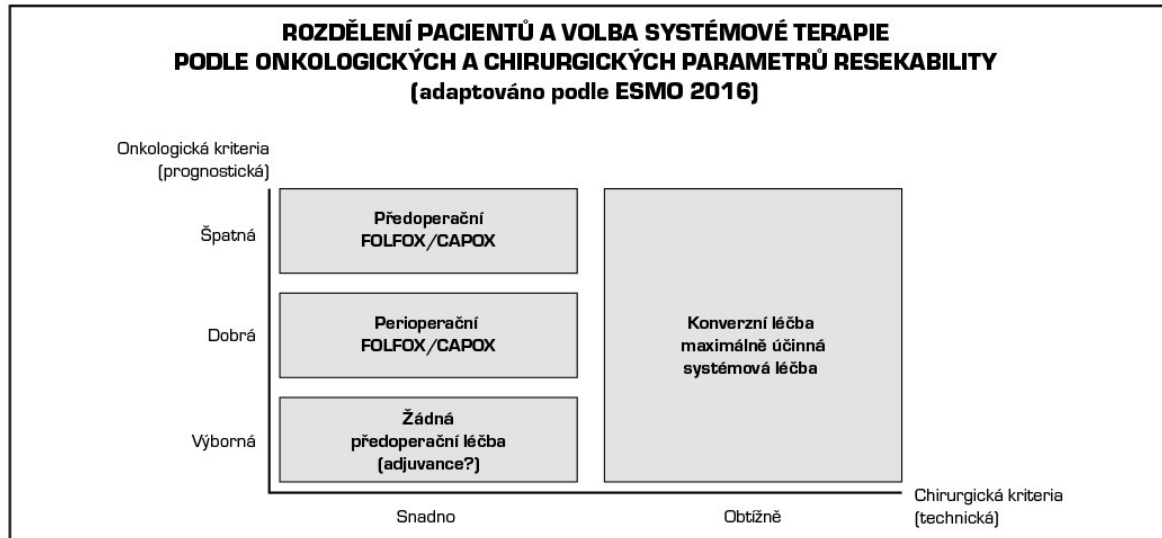 ROZDĚLENÍ PACIENTŮ A VOLBA SYSTÉMOVÉ TERAPIE
PODLE ONKOLOGICKÝCH A CHIRURGICKÝCH PARAMETRŮ RESEKABILITY
(adaptováno podle ESMO 2016)
Onkologická kriteria
(prognostická)
Špatná
Předoperační
FOLFOX/CAPOX
Dobrá
Perioperační
FOLFOX/CAPOX
Konverzní léčba
maximálně účinná
systémová léčba
Výborná
Žádná
předoperační léčba
(adjuvance?)
Snadno
Obtížně
Chirurgická kriteria
(technická)